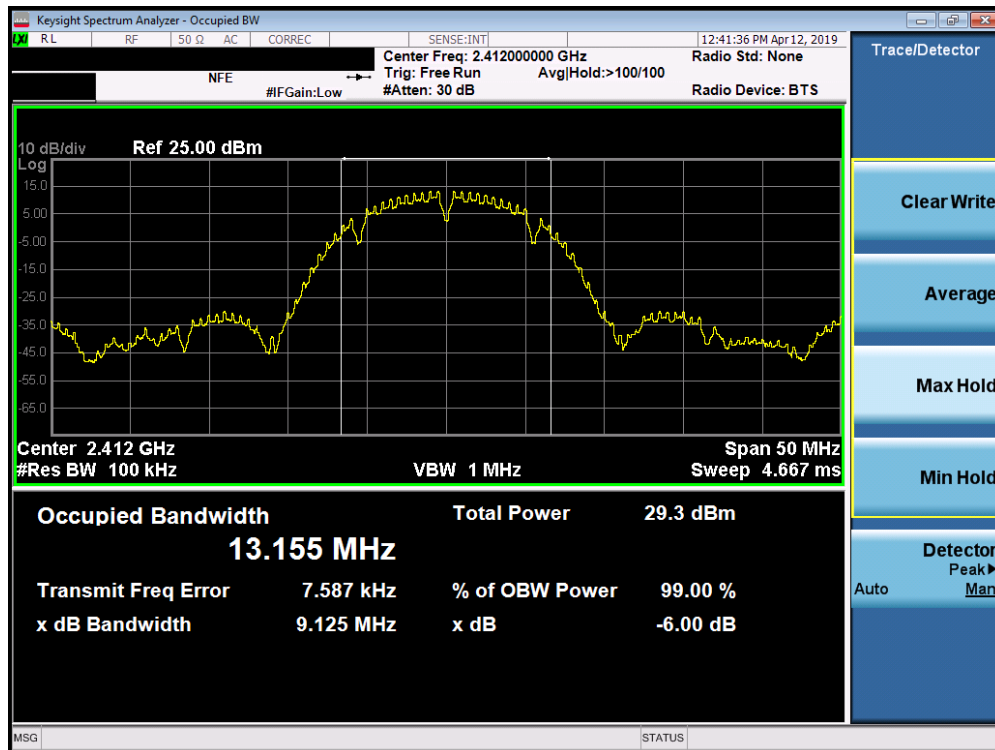 Keysight Spectrum Analyzer - Occupied BW
LXI RL RF 50 Ω AC CORREC SENSE:INT 12:41:36 PM Apr 12, 2019
Center Freq: 2.412000000 GHz Radio Std: None
NFE Trig: Free Run Avg|Hold:>100/100
#IFGain:Low #Atten: 30 dB Radio Device: BTS
Trace/Detector
10 dB/div Ref 25.00 dBm
Log
15.0
5.00
-5.00
-15.0
-25.0
-35.0
-45.0
-55.0
-65.0
Center 2.412 GHz Span 50 MHz
#Res BW 100 kHz VBW 1 MHz Sweep 4.667 ms
Occupied Bandwidth Total Power 29.3 dBm
13.155 MHz
Transmit Freq Error 7.587 kHz % of OBW Power 99.00 %
x dB Bandwidth 9.125 MHz x dB -6.00 dB
Clear Write
Average
Max Hold
Min Hold
Detector
Peak▶
Auto Man
MSG STATUS